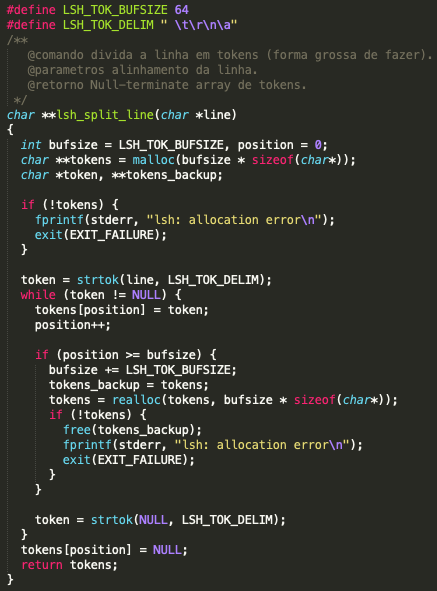 #define LSH_TOK_BUFSIZE 64
#define LSH_TOK_DELIM " \t\r\n\a"
/**
   @comando divida a linha em tokens (forma grossa de fazer).
   @parametros alinhamento da linha.
   @retorno Null-terminate array de tokens.
 */
char **lsh_split_line(char *line)
{
  int bufsize = LSH_TOK_BUFSIZE, position = 0;
  char **tokens = malloc(bufsize * sizeof(char*));
  char *token, **tokens_backup;

  if (!tokens) {
    fprintf(stderr, "lsh: allocation error\n");
    exit(EXIT_FAILURE);
  }

  token = strtok(line, LSH_TOK_DELIM);
  while (token != NULL) {
    tokens[position] = token;
    position++;

    if (position >= bufsize) {
      bufsize += LSH_TOK_BUFSIZE;
      tokens_backup = tokens;
      tokens = realloc(tokens, bufsize * sizeof(char*));
      if (!tokens) {
        free(tokens_backup);
        fprintf(stderr, "lsh: allocation error\n");
        exit(EXIT_FAILURE);
      }
    }

    token = strtok(NULL, LSH_TOK_DELIM);
  }
  tokens[position] = NULL;
  return tokens;
}